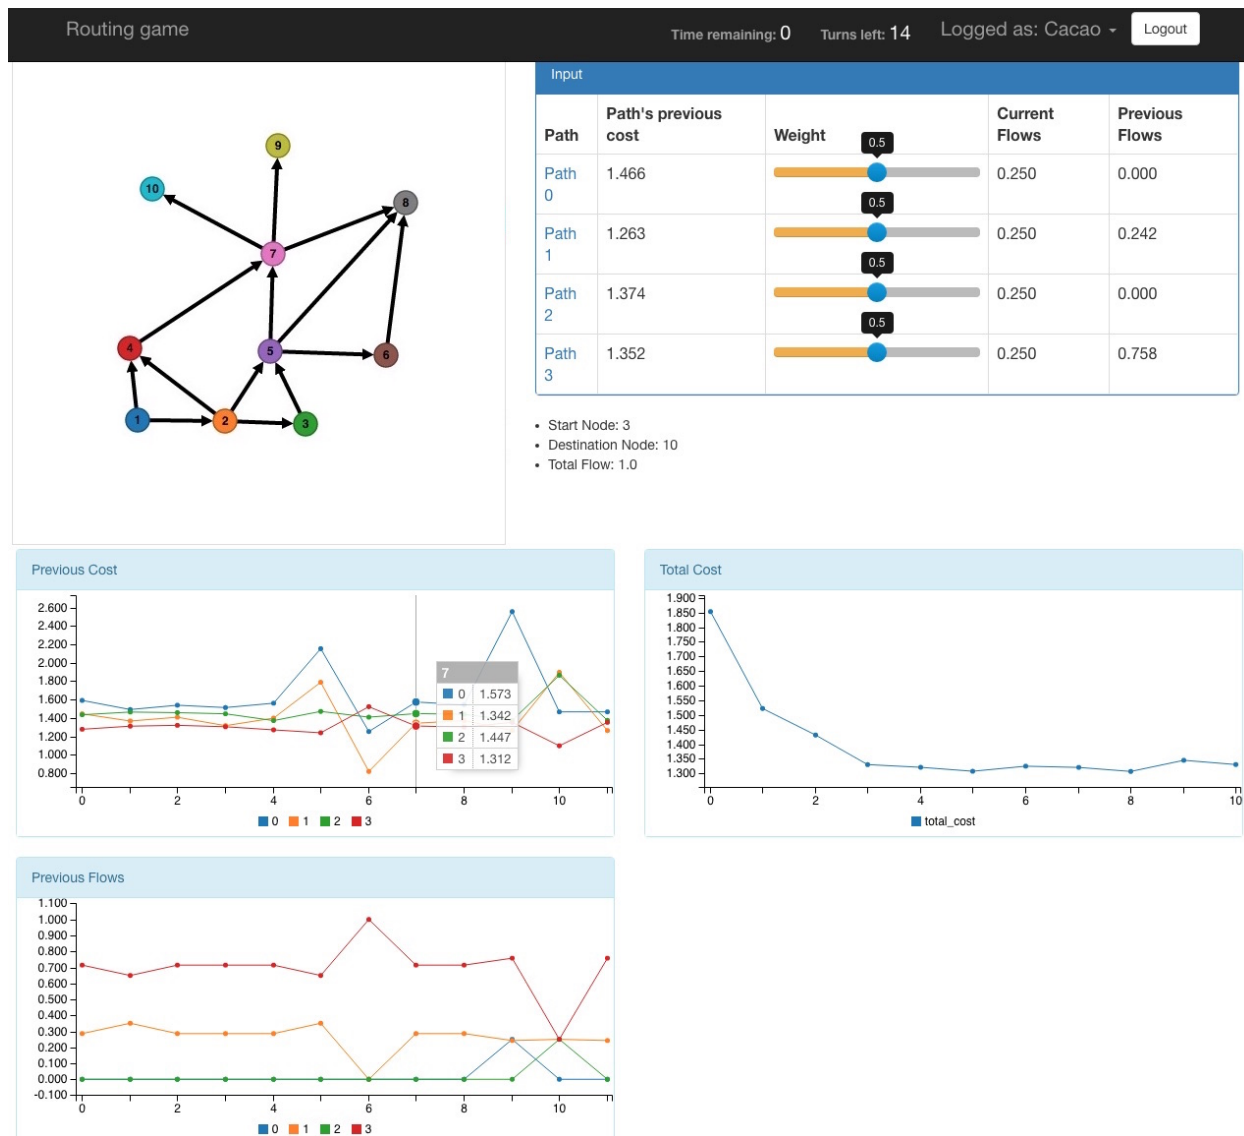 Routing game
Time remaining: 0 Turns left: 14 Logged as: Cacao Logout
9
10
8
7
4
5
6
1
2
3
Input
Path Path's previous cost Weight Current Flows Previous Flows
0.5
Path 0 1.466 0.250 0.000
0.5
Path 1 1.263 0.250 0.242
0.5
Path 2 1.374 0.250 0.000
0.5
Path 3 1.352 0.250 0.758
Start Node: 3
Destination Node: 10
Total Flow: 1.0
Previous Cost
2.600
2.400
2.200
2.000
1.800
1.600
1.400
1.200
1.000
0.800
7
0 1.573
1 1.342
2 1.447
3 1.312
0 2 4 6 8 10
0 1 2 3
Total Cost
1.900
1.850
1.800
1.750
1.700
1.650
1.600
1.550
1.500
1.450
1.400
1.350
1.300
0 2 4 6 8 10
total_cost
Previous Flows
1.100
1.000
0.900
0.800
0.700
0.600
0.500
0.400
0.300
0.200
0.100
0.000
-0.100
0 2 4 6 8 10
0 1 2 3